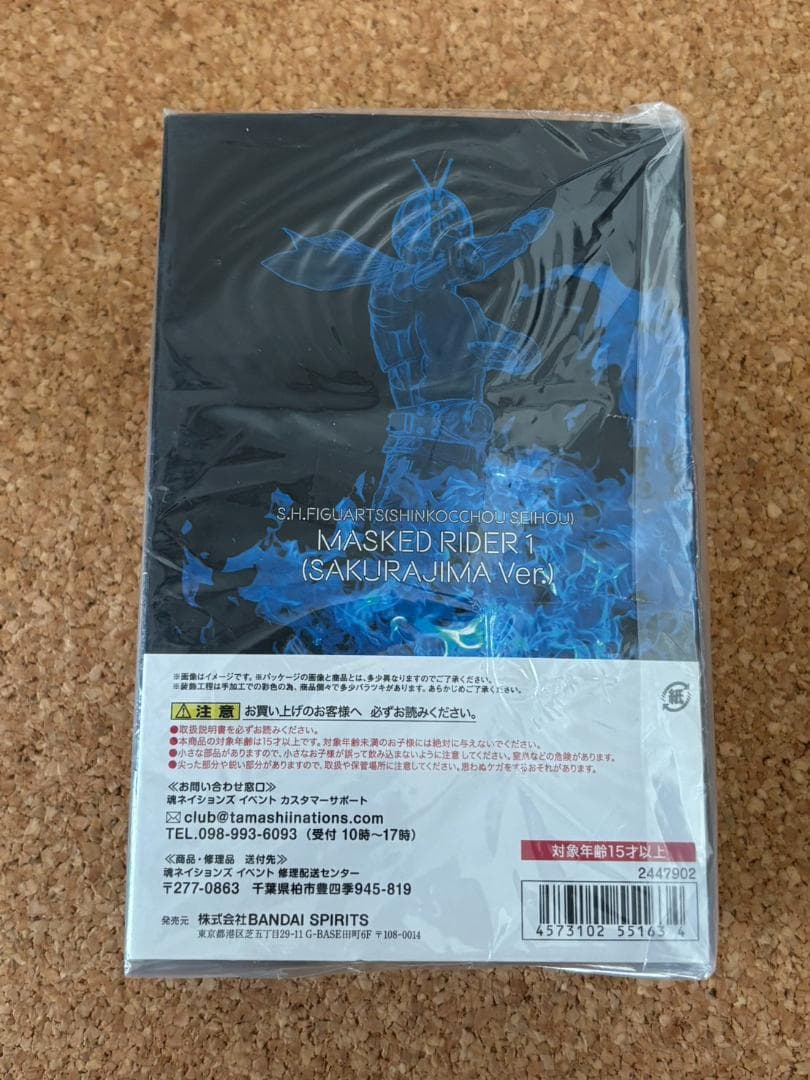 S.H.FIGUARTS(SHINKOCCHOU SEIHOU)
MASKED RIDER 1
(SAKURAJIMA Ver.)
※画像はイメージです。※パッケージの画像と商品とは、多少異なりますのでご了承ください。
※装飾工程は手加工での彩色の為、商品個々で多少バラツキがあります。あらかじめご了承ください。
紙
注意 お買い上げのお客様へ 必ずお読みください。
●取扱説明書を必ずお読みください。
●本商品の対象年齢は15才以上です。対象年齢未満のお子様には絶対に与えないでください。
●小さな部品がありますので、小さなお子様が誤って飲み込まないように注意してください。窒息などの危険があります。
●尖った部分や鋭い部分がありますので、取扱や保管場所に注意してください。思わぬケガをするおそれがあります。
≪お問い合わせ窓口≫
魂ネイションズ イベント カスタマーサポート
club@tamashiinations.com
TEL.098-993-6093（受付 10時〜17時）
≪商品・修理品 送付先≫
魂ネイションズ イベント 修理配送センター
〒277-0863 千葉県柏市豊四季945-819
発売元 株式会社BANDAI SPIRITS
東京都港区芝五丁目29-11 G-BASE田町6F 〒108-0014
対象年齢15才以上
2447902
4573102 55163 4